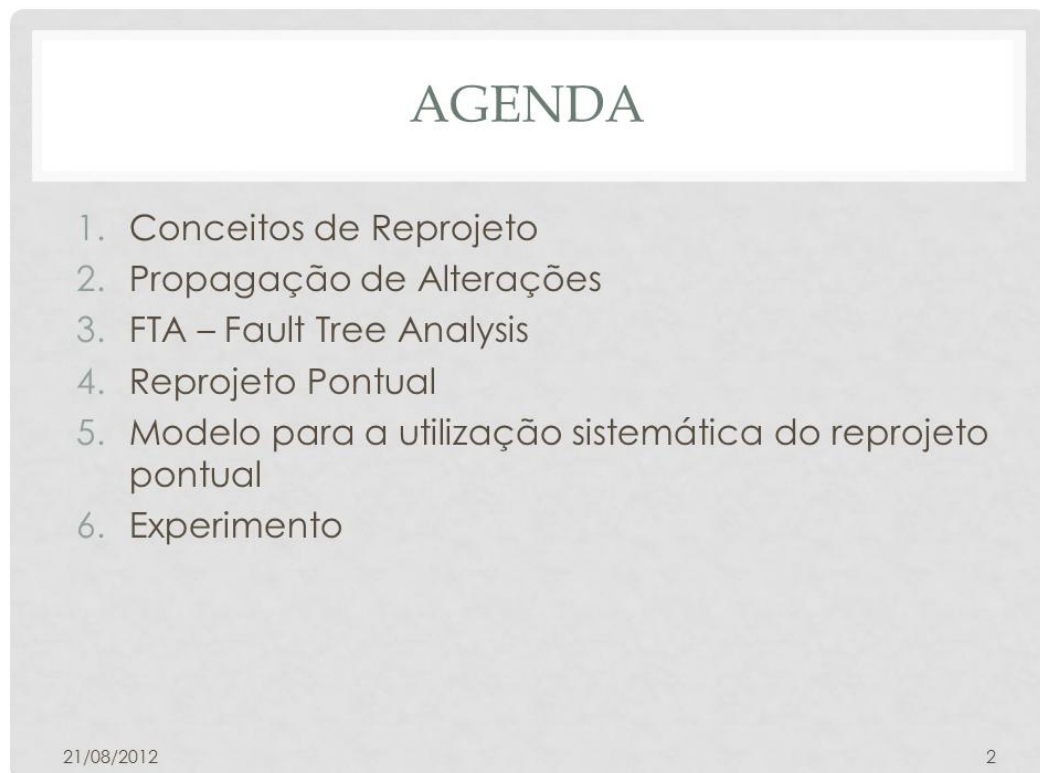 AGENDA
1. Conceitos de Reprojeto
2. Propagação de Alterações
3. FTA – Fault Tree Analysis
4. Reprojeto Pontual
5. Modelo para a utilização sistemática do reprojeto
pontual
6. Experimento
21/08/2012
2